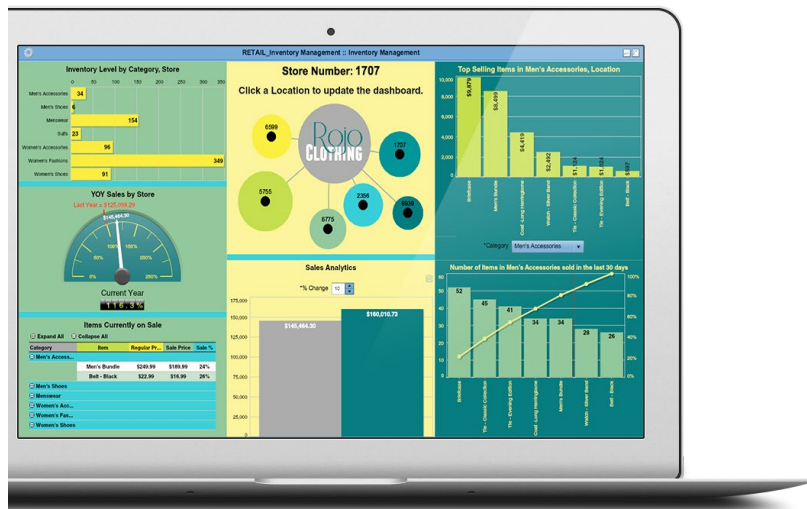 RETAIL_Inventory Management :: Inventory Management
Inventory Level by Category, Store
0 50 100 150 200 250 300 350
Men's Accessories 34
Men's Shoes 6
Menswear 154
Suits 23
Women's Accessories 96
Women's Fashions 349
Women's Shoes 91
YOY Sales by Store
$145,464.30
0% 50% 100% 150% 200% 250%
Current Year
116.3%
Items Currently on Sale
Expand All Collapse All
Category Item Regular Pr... Sale Price Sale %
Men's Access...
Men's Bundle $249.99 $189.99 24%
Belt - Black $22.99 $16.99 26%
Men's Shoes
Menswear
Women's Acc...
Women's Fas...
Women's Shoes
Store Number: 1707
Click a Location to update the dashboard.
6599
Rojo
CLOTHING
1707
5755
2356
6775
Sales Analytics
*% Change 10
175,000
150,000
125,000
100,000
75,000
50,000
25,000
0
$145,464.30
$160,010.73
Top Selling Items in Men's Accessories, Location
10,000
8,000
6,000
4,000
2,000
0
$9,879
$8,499
$4,419
$2,492
$1,124
$1,024
$597
Briefcase
Men's Bundle
Coat -Long Herringbone
Watch - Silver Band
Tie - Classic Collection
Tie - Evening Edition
Belt - Black
*Category Men's Accessories
Number of Items in Men's Accessories sold in the last 30 days
60
50
40
30
20
10
0
52
45
41
34
34
28
26
100%
80%
60%
40%
20%
0%
Briefcase
Tie - Classic Collection
Tie - Evening Edition
Coat -Long Herringbone
Men's Bundle
Watch - Silver Band
Belt - Black